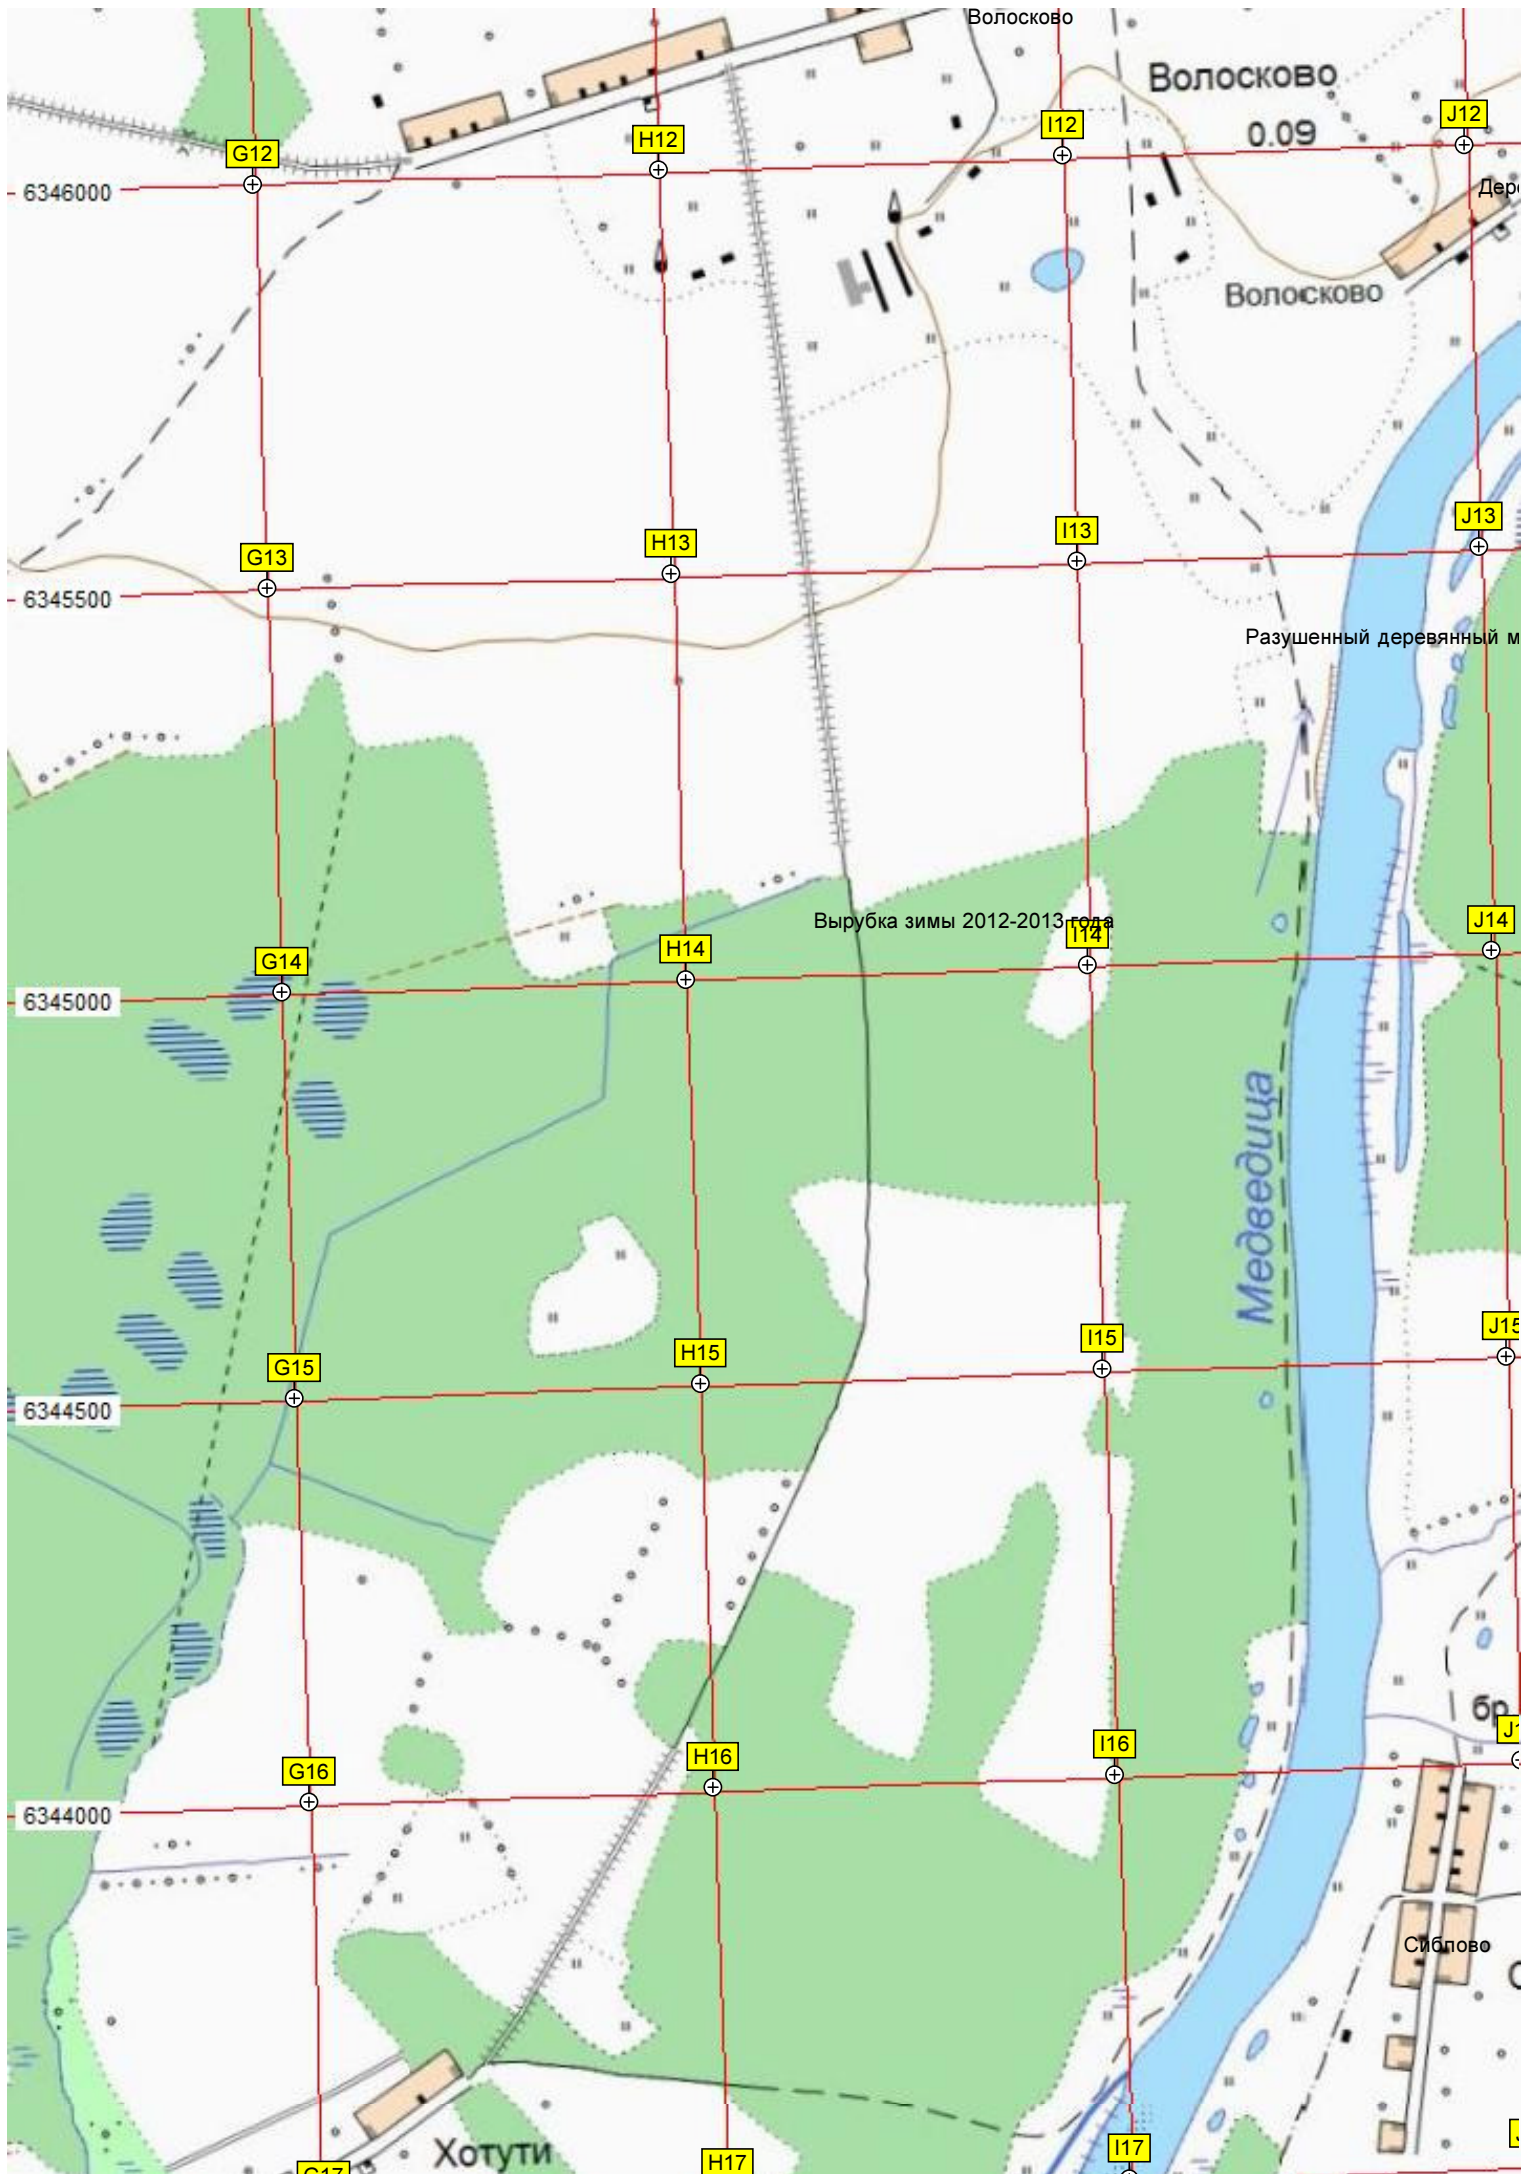 Волосково
Волосково
0.09
J12
I12
H12
G12
6346000
Волосково
J13
I13
H13
G13
6345500
Вырубка зимы 2012-2013 года
Разушенный деревянный м
J14
I14
H14
G14
6345000
Медведица
J15
I15
H15
G15
6344500
бр
I16
H16
G16
6344000
Сиблово
Хотути
I17
H17
G17